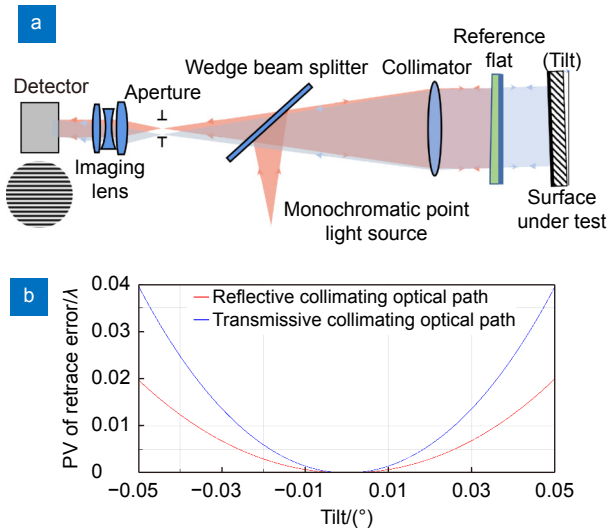 a
Reference
flat
(Tilt)
Wedge beam splitter
Collimator
Detector
Aperture
Imaging
lens
Monochromatic point
light source
Surface
under test
b
0.04
0.03
0.02
0.01
0
PV of retrace error/λ
Reflective collimating optical path
Transmissive collimating optical path
−0.05
−0.03
−0.01
0.01
0.03
0.05
Tilt/(°)